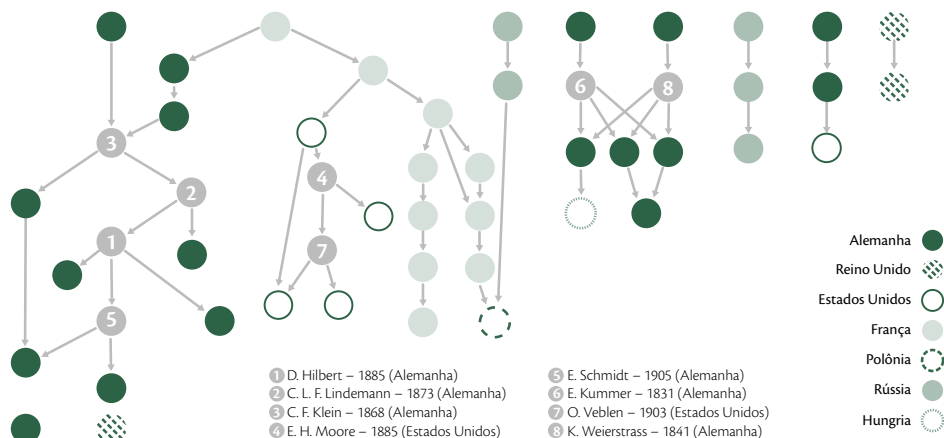 6
8
3
4
2
1
7
5
Alemanha
Reino Unido
Estados Unidos
França
Polônia
Rússia
Hungria
1 D. Hilbert – 1885 (Alemanha)
2 C. L. F. Lindemann – 1873 (Alemanha)
3 C. F. Klein – 1868 (Alemanha)
4 E. H. Moore – 1885 (Estados Unidos)
5 E. Schmidt – 1905 (Alemanha)
6 E. Kummer – 1831 (Alemanha)
7 O. Veblen – 1903 (Estados Unidos)
8 K. Weierstrass – 1841 (Alemanha)